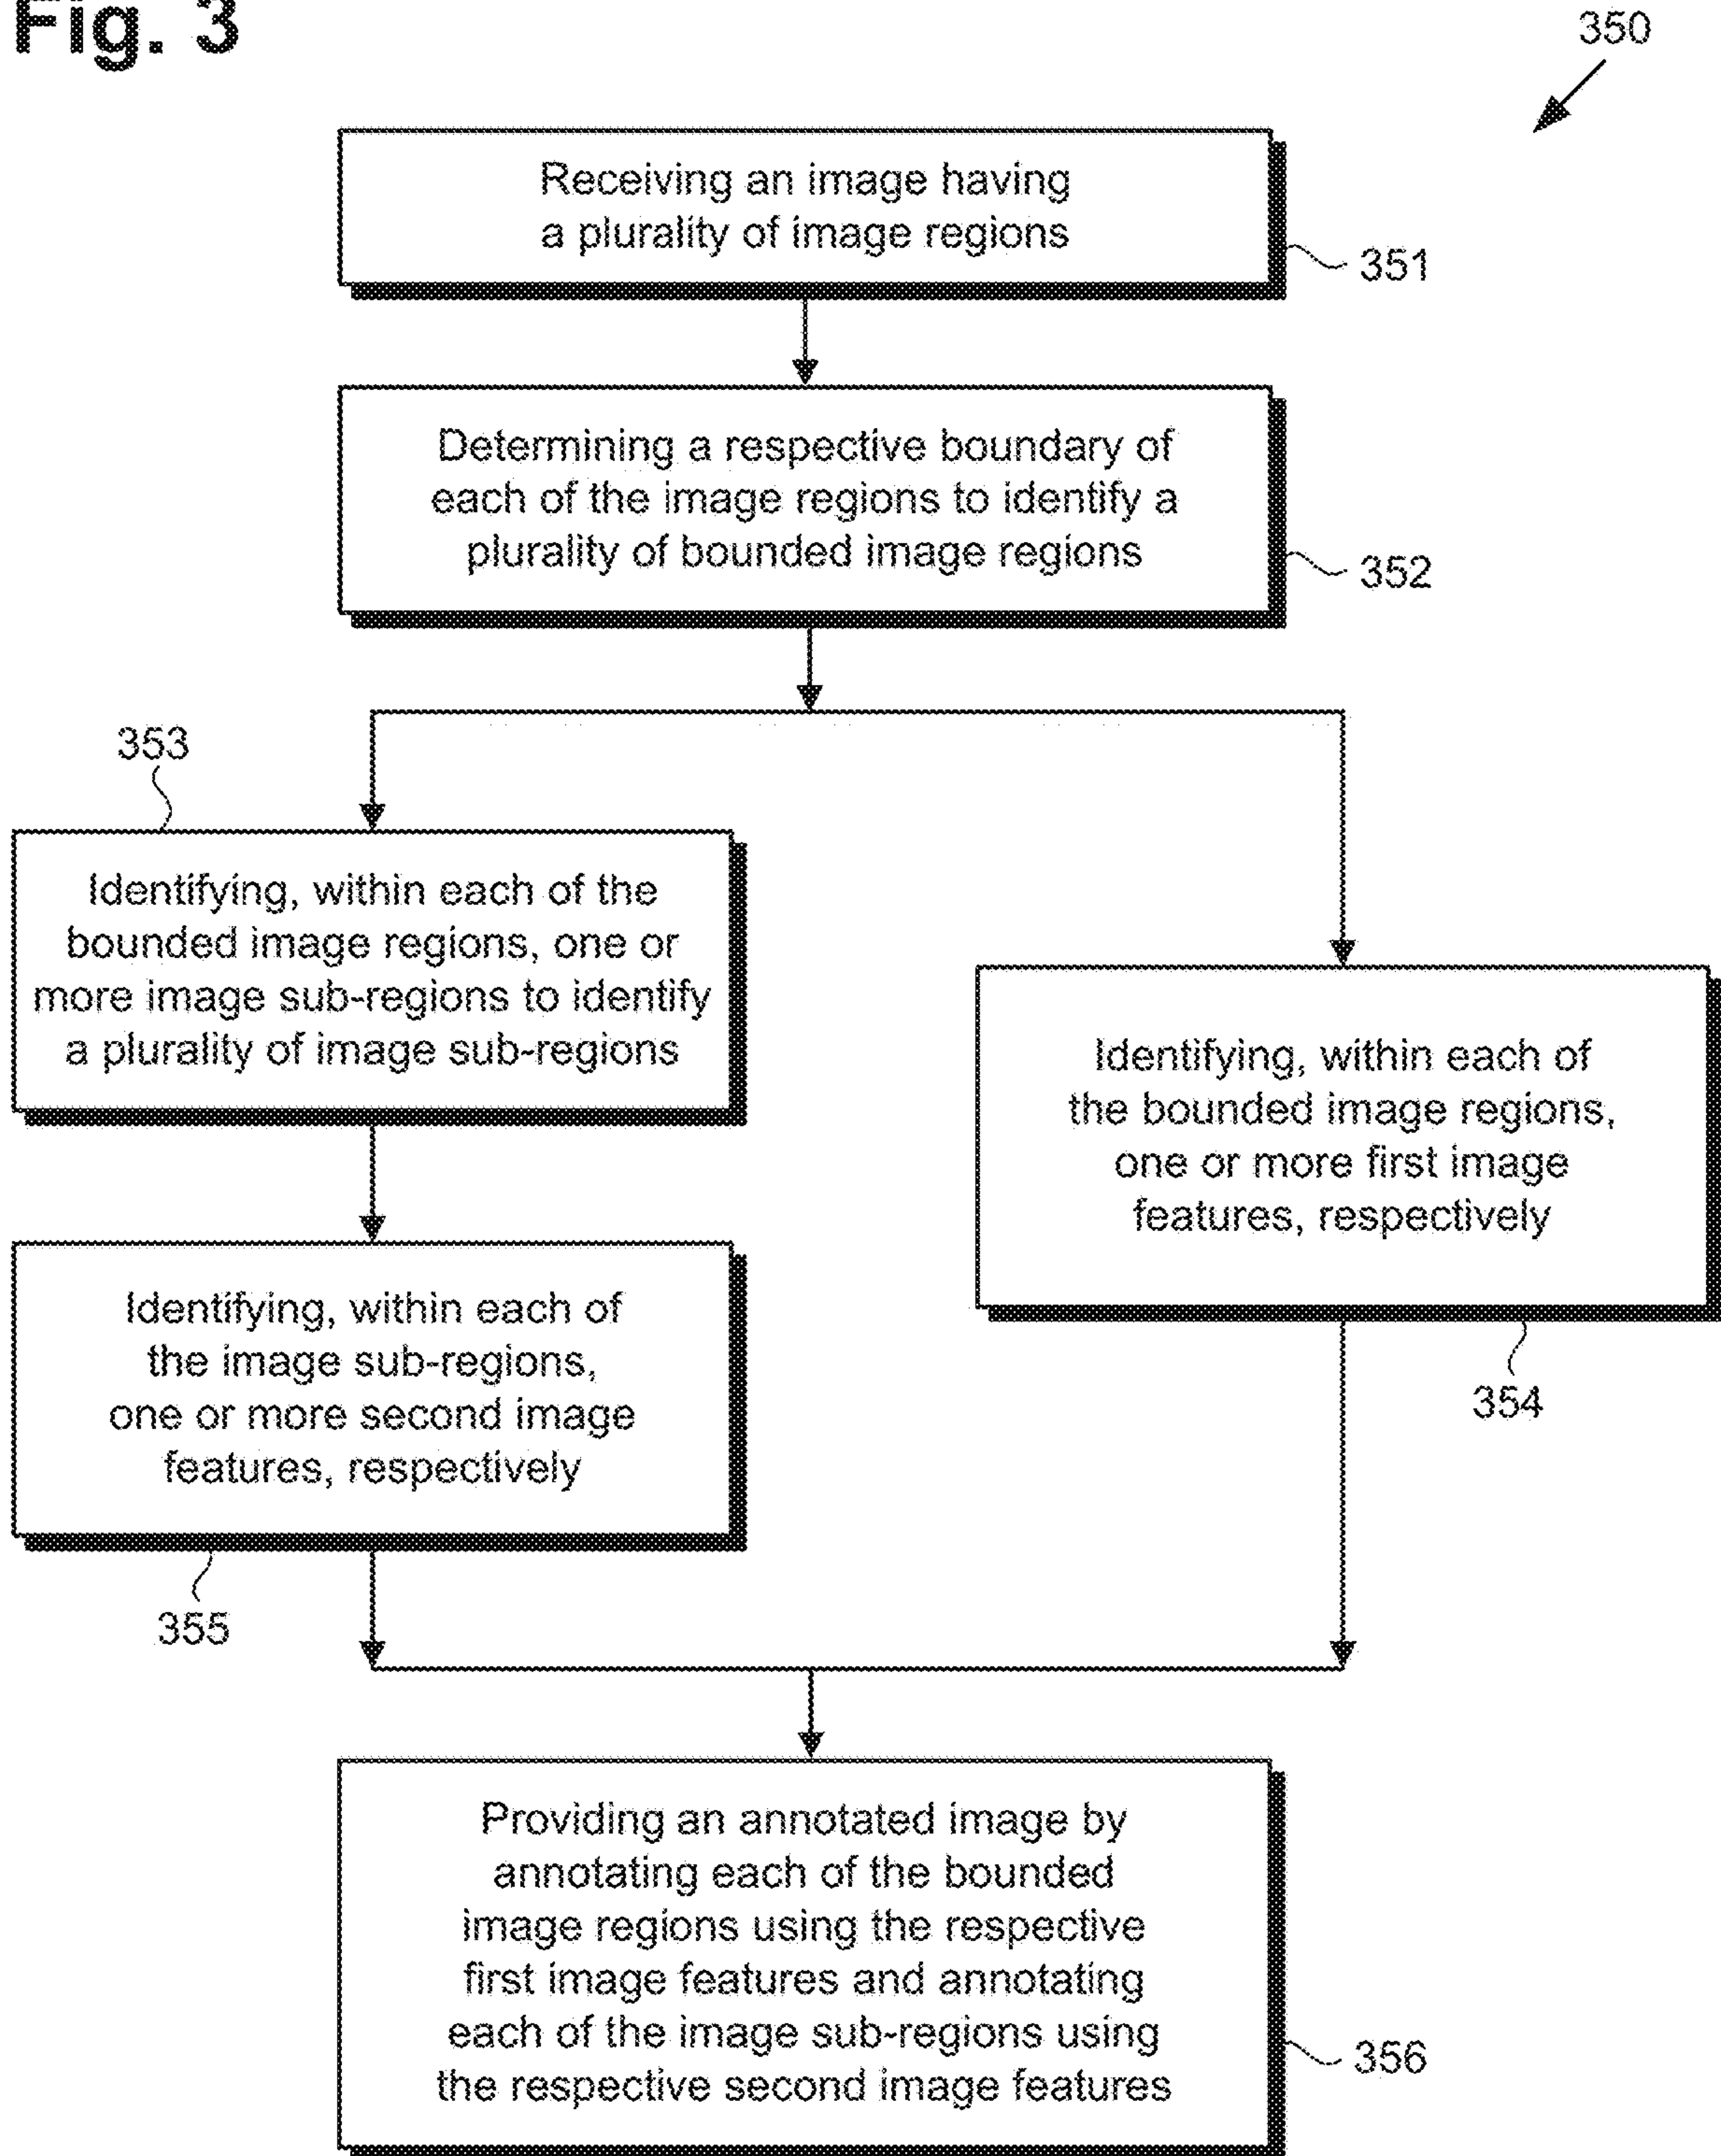 Fig. 3
350
Receiving an image having
a plurality of image regions
351
Determining a respective boundary of
each of the image regions to identify a
plurality of bounded image regions
352
353
Identifying, within each of the
bounded image regions, one or
more image sub-regions to identify
a plurality of image sub-regions
Identifying, within each of
the bounded image regions,
one or more first image
features, respectively
354
Identifying, within each of
the image sub-regions,
one or more second image
features, respectively
355
Providing an annotated image by
annotating each of the bounded
image regions using the respective
first image features and annotating
each of the image sub-regions using
the respective second image features
356